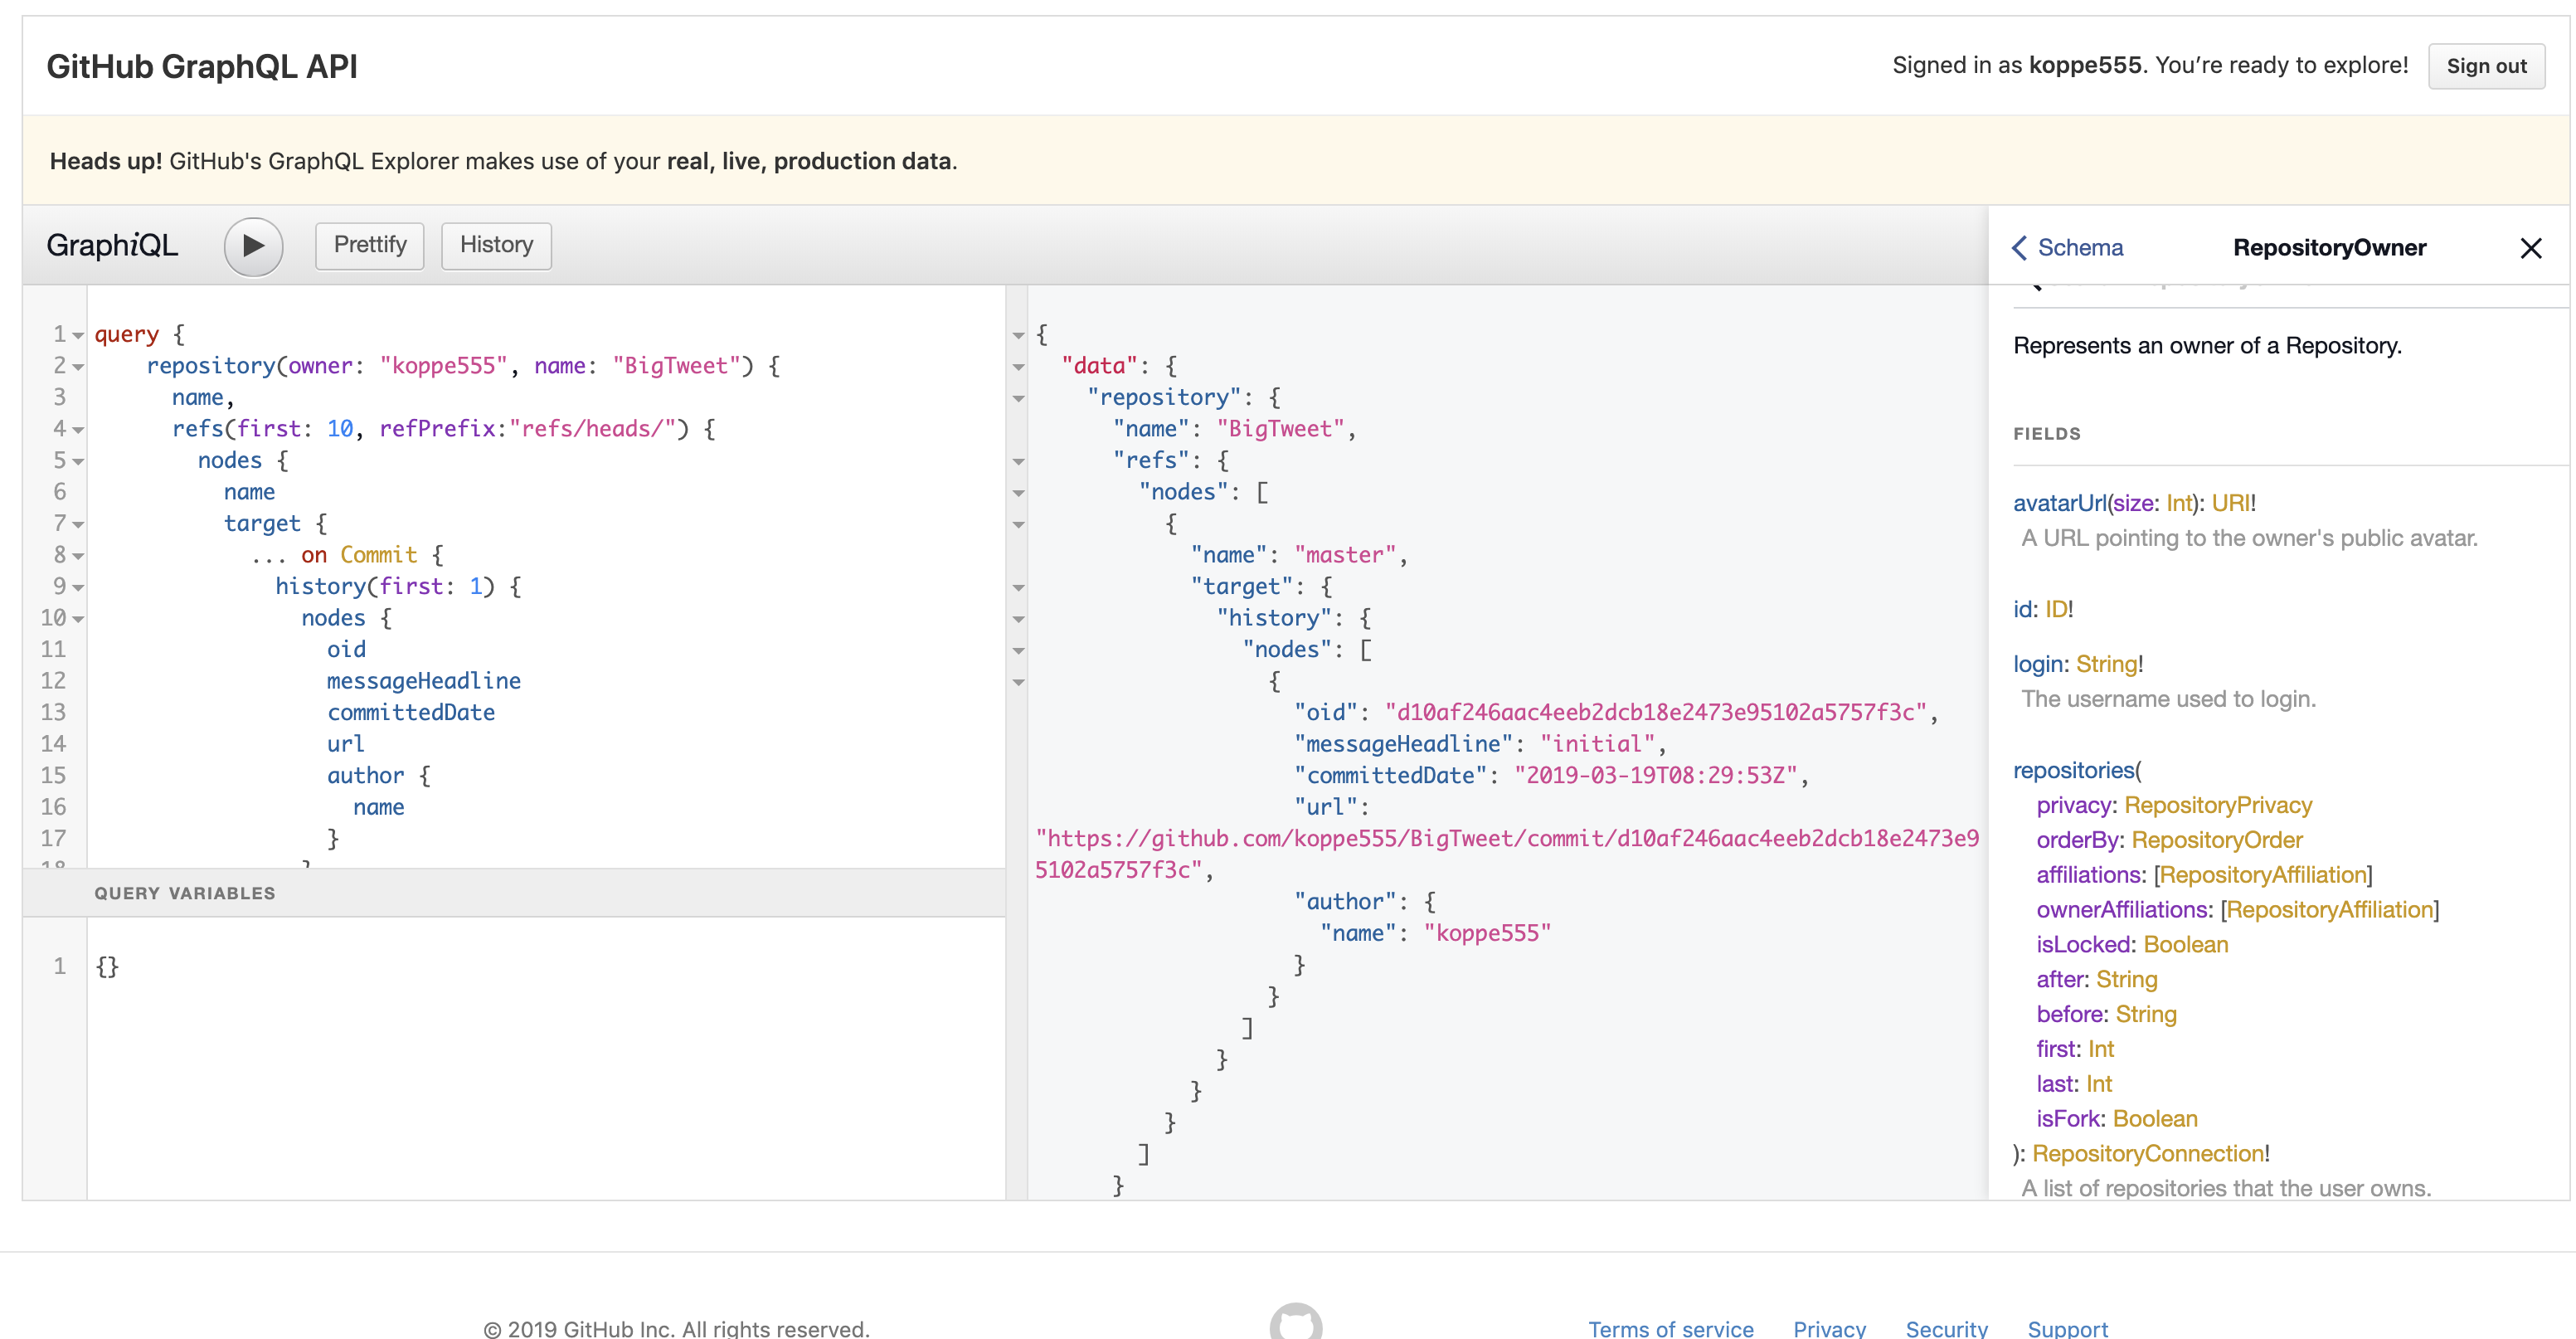 GitHub GraphQL API
Signed in as koppe555. You’re ready to explore!
Sign out
Heads up! GitHub's GraphQL Explorer makes use of your real, live, production data.
GraphiQL
Prettify
History
1 query {
2 repository(owner: "koppe555", name: "BigTweet") {
3 name,
4 refs(first: 10, refPrefix:"refs/heads/") {
5 nodes {
6 name
7 target {
8 ... on Commit {
9 history(first: 1) {
10 nodes {
11 oid
12 messageHeadline
13 committedDate
14 url
15 author {
16 name
17 }
18 }
QUERY VARIABLES
1 {}
{
"data": {
"repository": {
"name": "BigTweet",
"refs": {
"nodes": [
{
"name": "master",
"target": {
"history": {
"nodes": [
{
"oid": "d10af246aac4eeb2dcb18e2473e95102a5757f3c",
"messageHeadline": "initial",
"committedDate": "2019-03-19T08:29:53Z",
"url":
"https://github.com/koppe555/BigTweet/commit/d10af246aac4eeb2dcb18e2473e9
5102a5757f3c",
"author": {
"name": "koppe555"
}
}
]
}
}
}
]
}
Schema
RepositoryOwner
Represents an owner of a Repository.
FIELDS
avatarUrl(size: Int): URI!
A URL pointing to the owner's public avatar.
id: ID!
login: String!
The username used to login.
repositories(
privacy: RepositoryPrivacy
orderBy: RepositoryOrder
affiliations: [RepositoryAffiliation]
ownerAffiliations: [RepositoryAffiliation]
isLocked: Boolean
after: String
before: String
first: Int
last: Int
isFork: Boolean
): RepositoryConnection!
A list of repositories that the user owns.
© 2019 GitHub Inc. All rights reserved.
Terms of service
Privacy
Security
Support